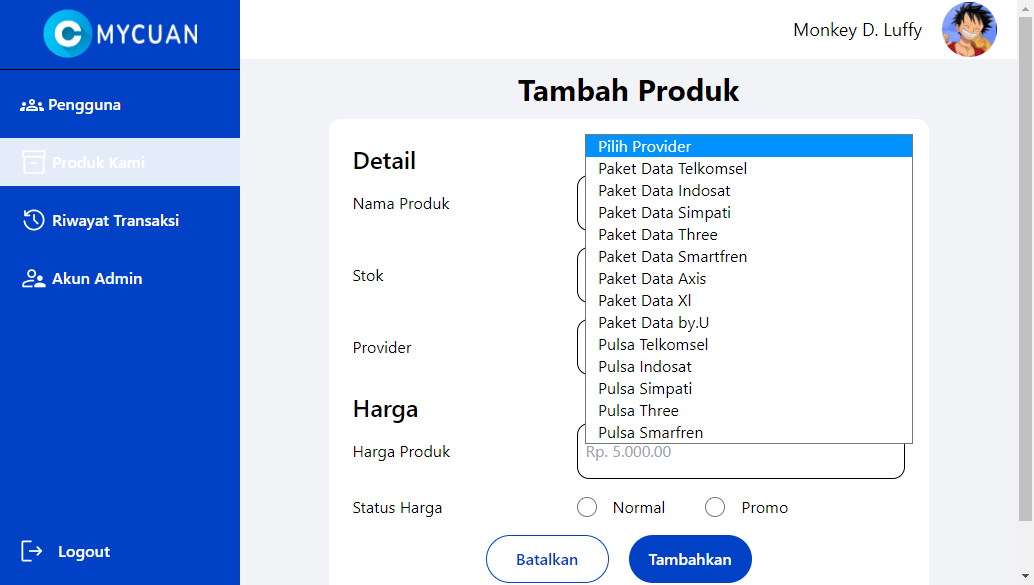 C MYCUAN
Monkey D. Luffy
Pengguna
Produk Kami
Riwayat Transaksi
Akun Admin
Logout
Tambah Produk
Detail
Nama Produk
Stok
Provider
Pilih Provider
Paket Data Telkomsel
Paket Data Indosat
Paket Data Simpati
Paket Data Three
Paket Data Smartfren
Paket Data Axis
Paket Data Xl
Paket Data by.U
Pulsa Telkomsel
Pulsa Indosat
Pulsa Simpati
Pulsa Three
Pulsa Smarfren
Harga
Harga Produk
Rp. 5.000.00
Status Harga
Normal
Promo
Batalkan
Tambahkan